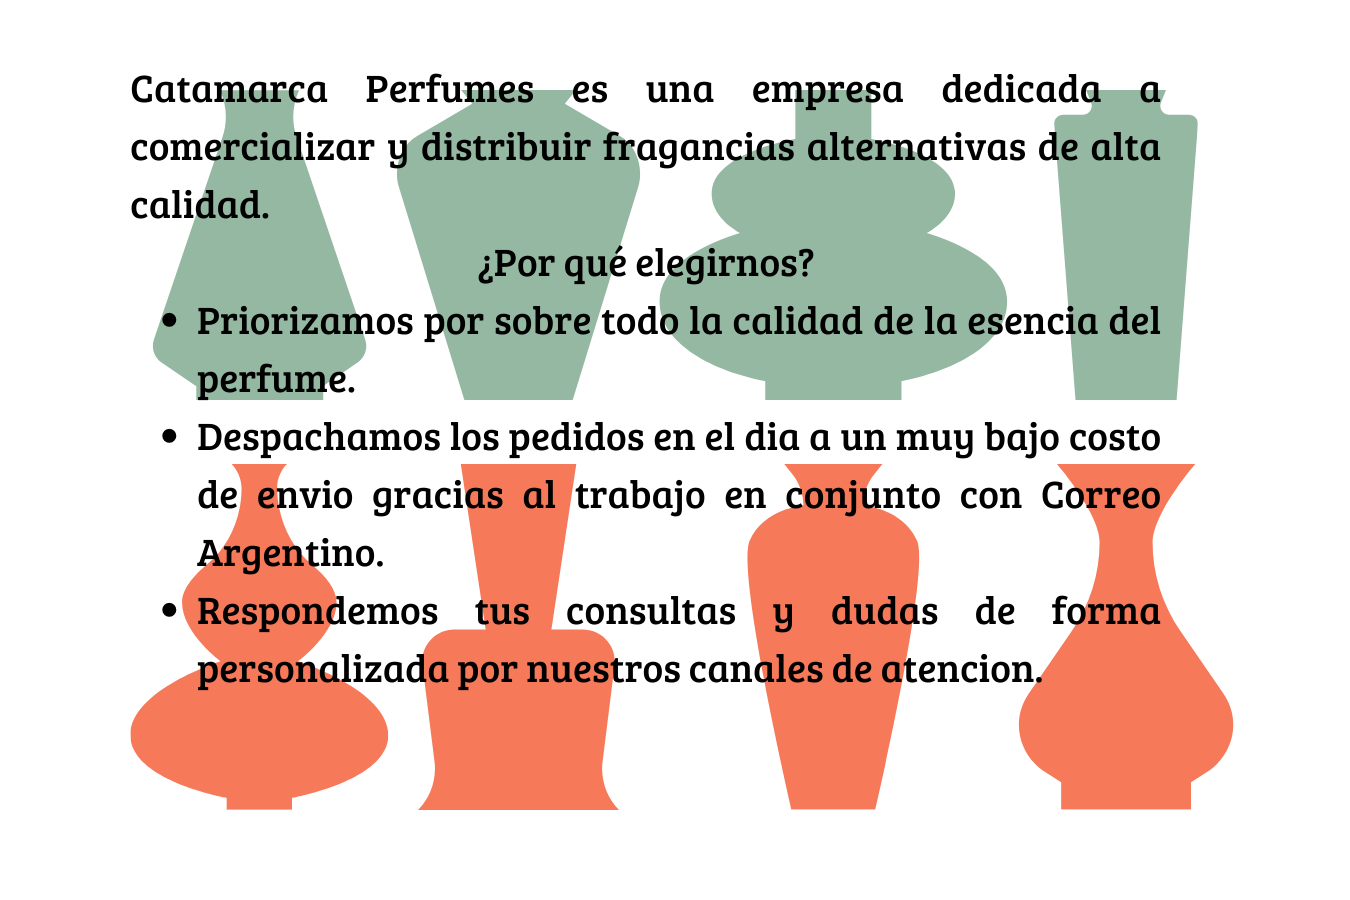 Catamarca Perfumes es una empresa dedicada a
comercializar y distribuir fragancias alternativas de alta
calidad.
¿Por qué elegirnos?
• Priorizamos por sobre todo la calidad de la esencia del
perfume.
• Despachamos los pedidos en el dia a un muy bajo costo
de envio gracias al trabajo en conjunto con Correo
Argentino.
• Respondemos tus consultas y dudas de forma
personalizada por nuestros canales de atencion.